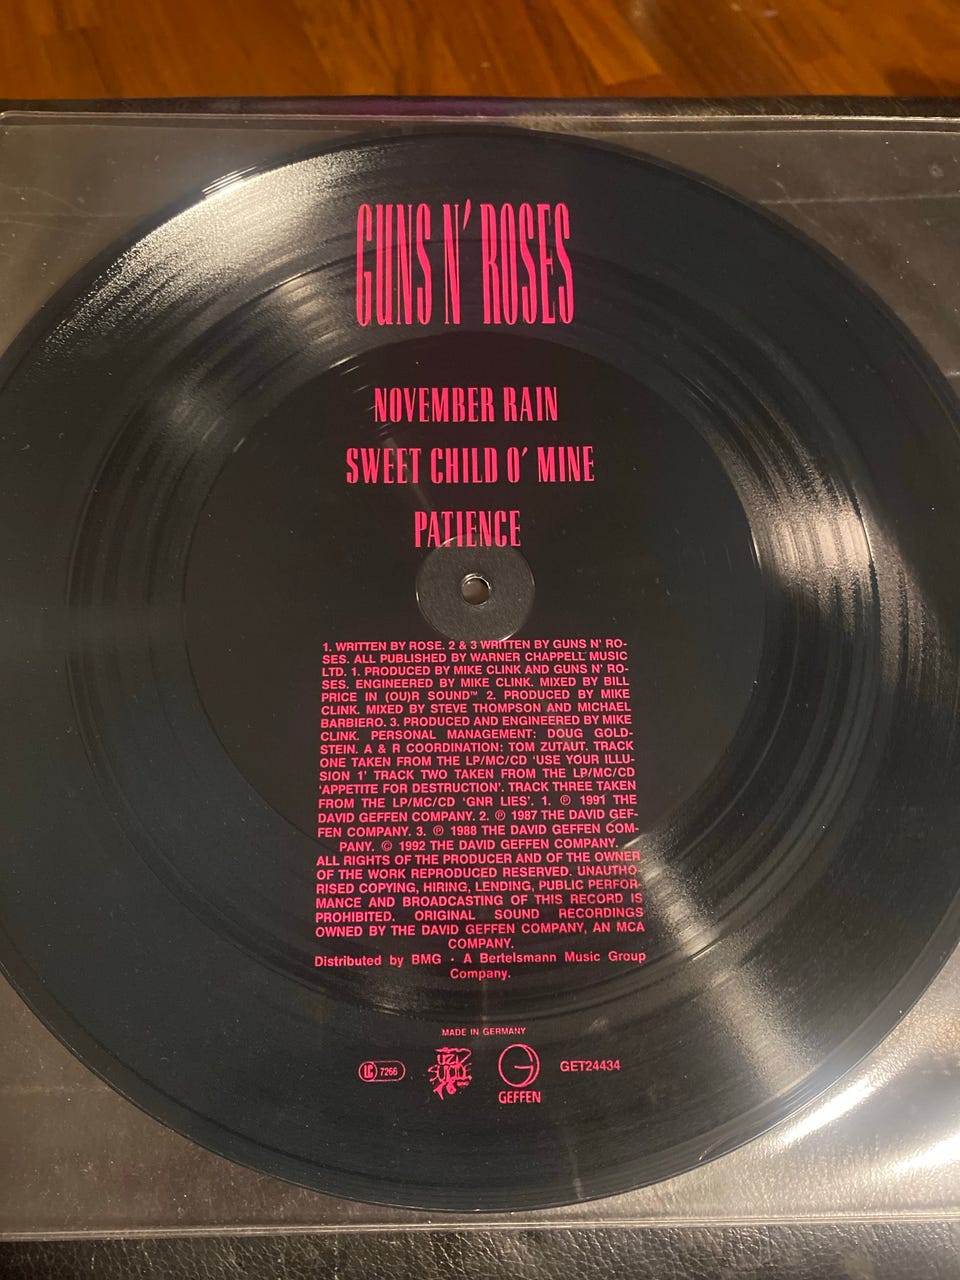 GUNS N' ROSES
NOVEMBER RAIN
SWEET CHILD O' MINE
PATIENCE
1. WRITTEN BY ROSE. 2 & 3 WRITTEN BY GUNS N' RO-
SES. ALL PUBLISHED BY WARNER CHAPPELL MUSIC
LTD. 1. PRODUCED BY MIKE CLINK AND GUNS N' RO-
SES. ENGINEERED BY MIKE CLINK. MIXED BY BILL
PRICE IN (OU)R SOUND™ 2. PRODUCED BY MIKE
CLINK. MIXED BY STEVE THOMPSON AND MICHAEL
BARBIERO. 3. PRODUCED AND ENGINEERED BY MIKE
CLINK. PERSONAL MANAGEMENT: DOUG GOLD-
STEIN. A & R COORDINATION: TOM ZUTAUT. TRACK
ONE TAKEN FROM THE LP/MC/CD 'USE YOUR ILLU-
SION 1' TRACK TWO TAKEN FROM THE LP/MC/CD
'APPETITE FOR DESTRUCTION'. TRACK THREE TAKEN
FROM THE LP/MC/CD 'GNR LIES'. 1. ℗ 1991 THE
DAVID GEFFEN COMPANY. 2. ℗ 1987 THE DAVID GEF-
FEN COMPANY. 3. ℗ 1988 THE DAVID GEFFEN COM-
PANY. © 1992 THE DAVID GEFFEN COMPANY.
ALL RIGHTS OF THE PRODUCER AND OF THE OWNER
OF THE WORK REPRODUCED RESERVED. UNAUTHO-
RISED COPYING, HIRING, LENDING, PUBLIC PERFOR-
MANCE AND BROADCASTING OF THIS RECORD IS
PROHIBITED. ORIGINAL SOUND RECORDINGS
OWNED BY THE DAVID GEFFEN COMPANY, AN MCA
COMPANY.
Distributed by BMG · A Bertelsmann Music Group
Company.
MADE IN GERMANY
LC 7266
UZI SUICIDE
GEFFEN
GET24434